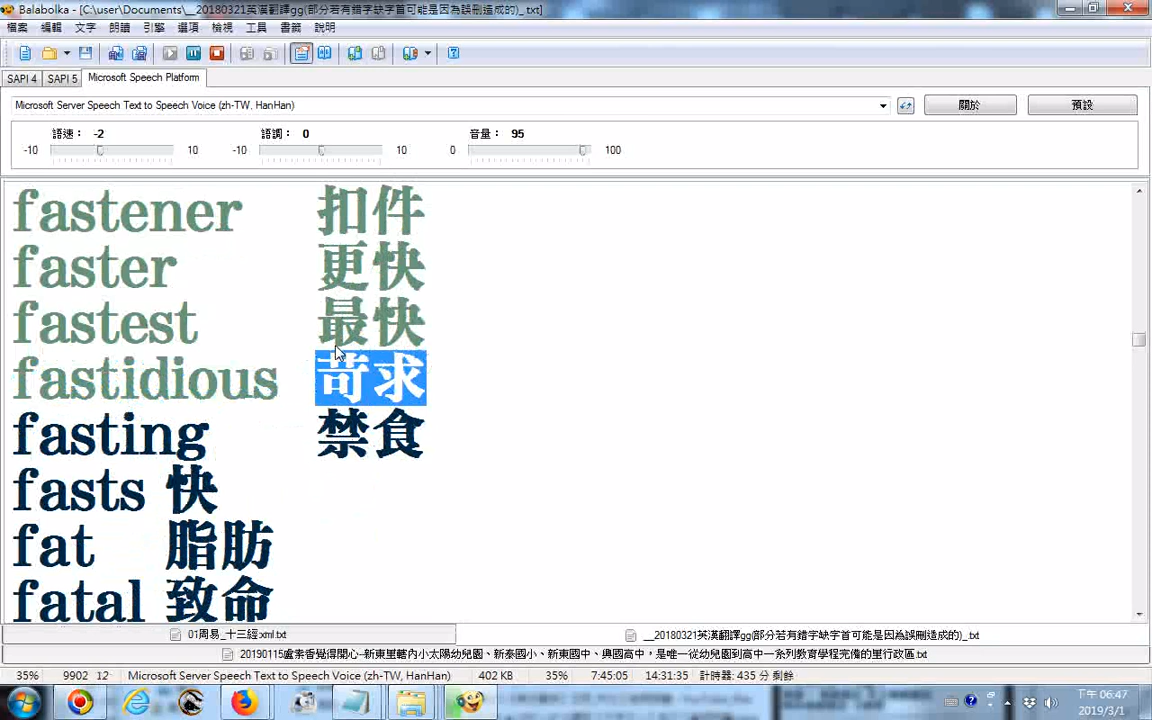 Balabolka - [C:\user\Documents\__20180321英漢翻譯gg(部分若有錯字缺字首可能是因為誤刪造成的)_.txt]
檔案 編輯 文字 朗讀 引擎 選項 檢視 工具 書籤 說明
SAPI 4 SAPI 5 Microsoft Speech Platform
Microsoft Server Speech Text to Speech Voice (zh-TW, HanHan) 關於 預設
語速： -2 語調： 0 音量： 95
-10 10 -10 10 0 100
fastener 扣件
faster 更快
fastest 最快
fastidious 苛求
fasting 禁食
fasts 快
fat 脂肪
fatal 致命
01周易_十三經.xml.txt __20180321英漢翻譯gg(部分若有錯字缺字首可能是因為誤刪造成的)_.txt
20190115盧素香覺得開心--新東里轄內小太陽幼兒園、新泰國小、新東國中、興國高中，是唯一從幼兒園到高中一系列教育學程完備的里行政區.txt
35% 9902 12 Microsoft Server Speech Text to Speech Voice (zh-TW, HanHan) 402 KB 35% 7:45:05 14:31:35 計時器: 435 分 剩餘
下午 06:47
2019/3/1